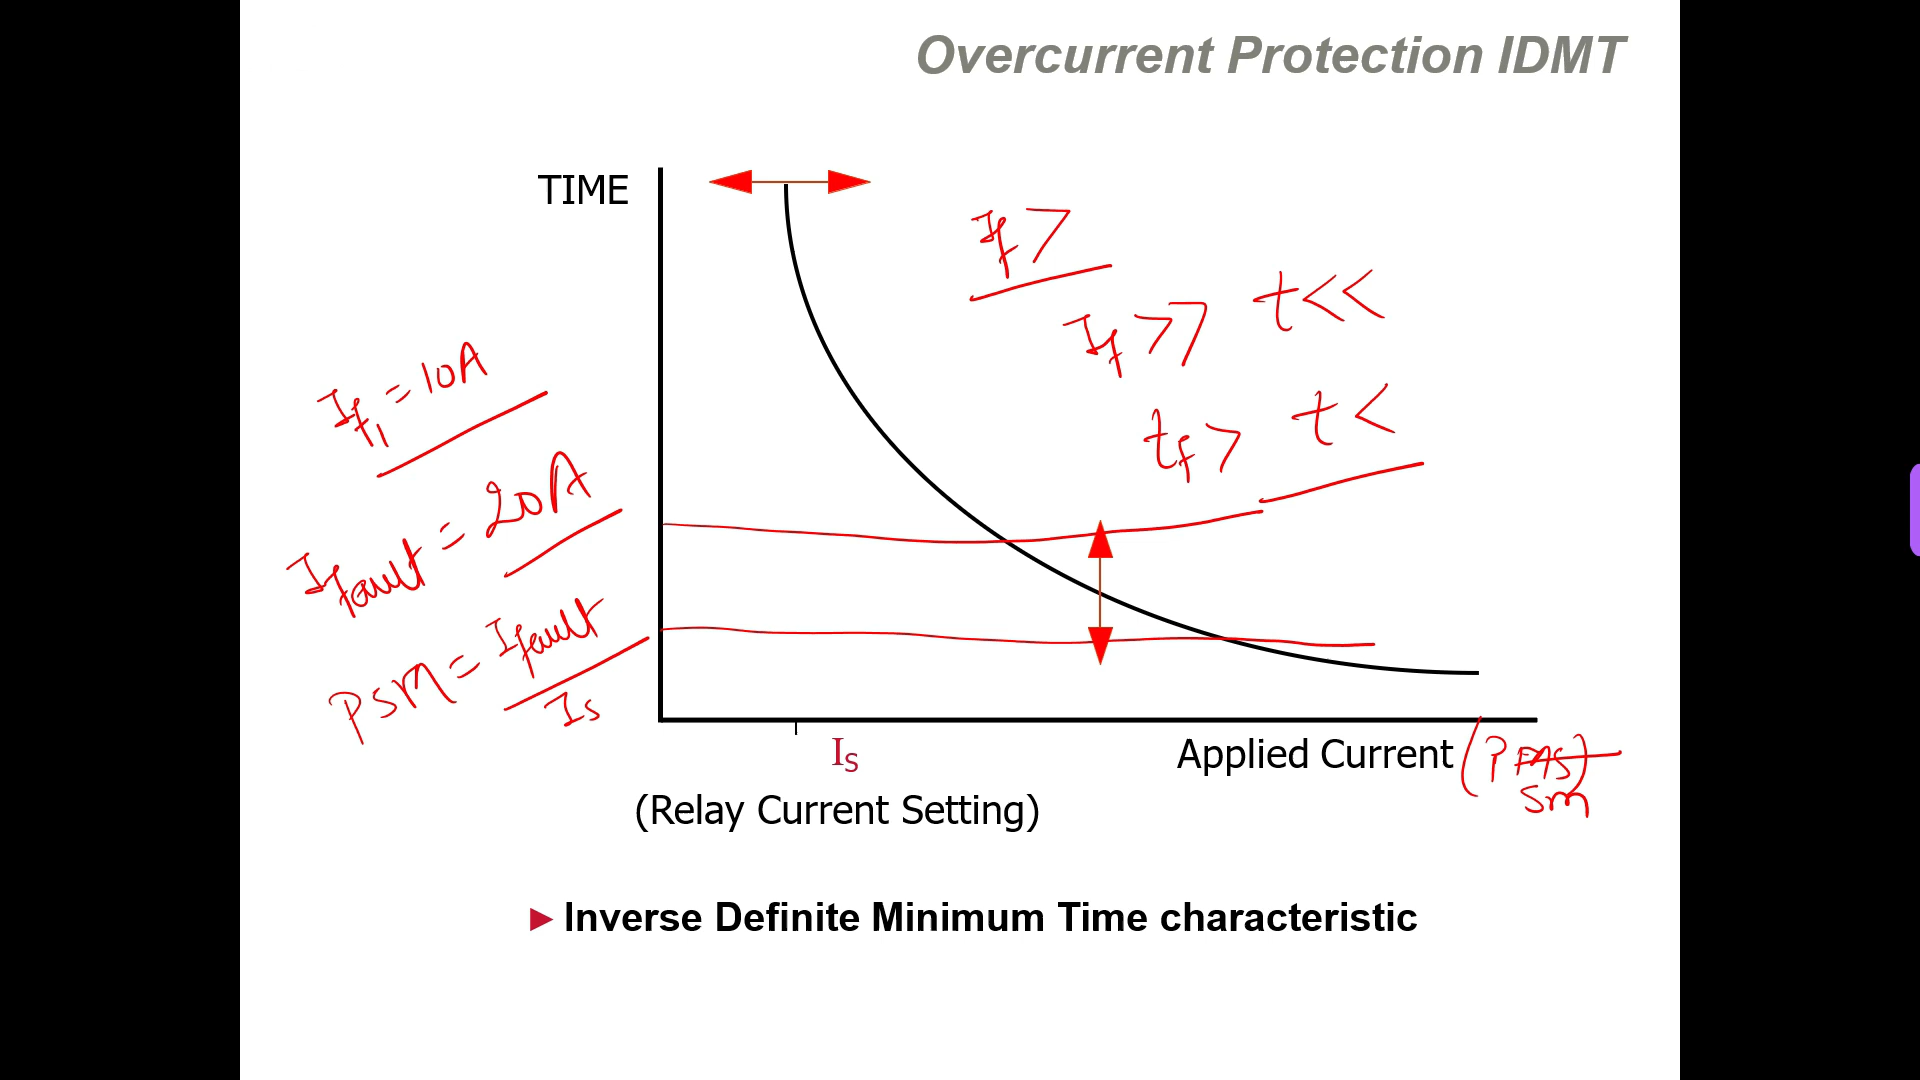 Overcurrent Protection IDMT
TIME
If >
If >> t <<
tf > t <
If1 = 10A
Ifault = 20A
PSM = Ifault / Is
IS
Applied Current (P
Sm
(Relay Current Setting)
► Inverse Definite Minimum Time characteristic